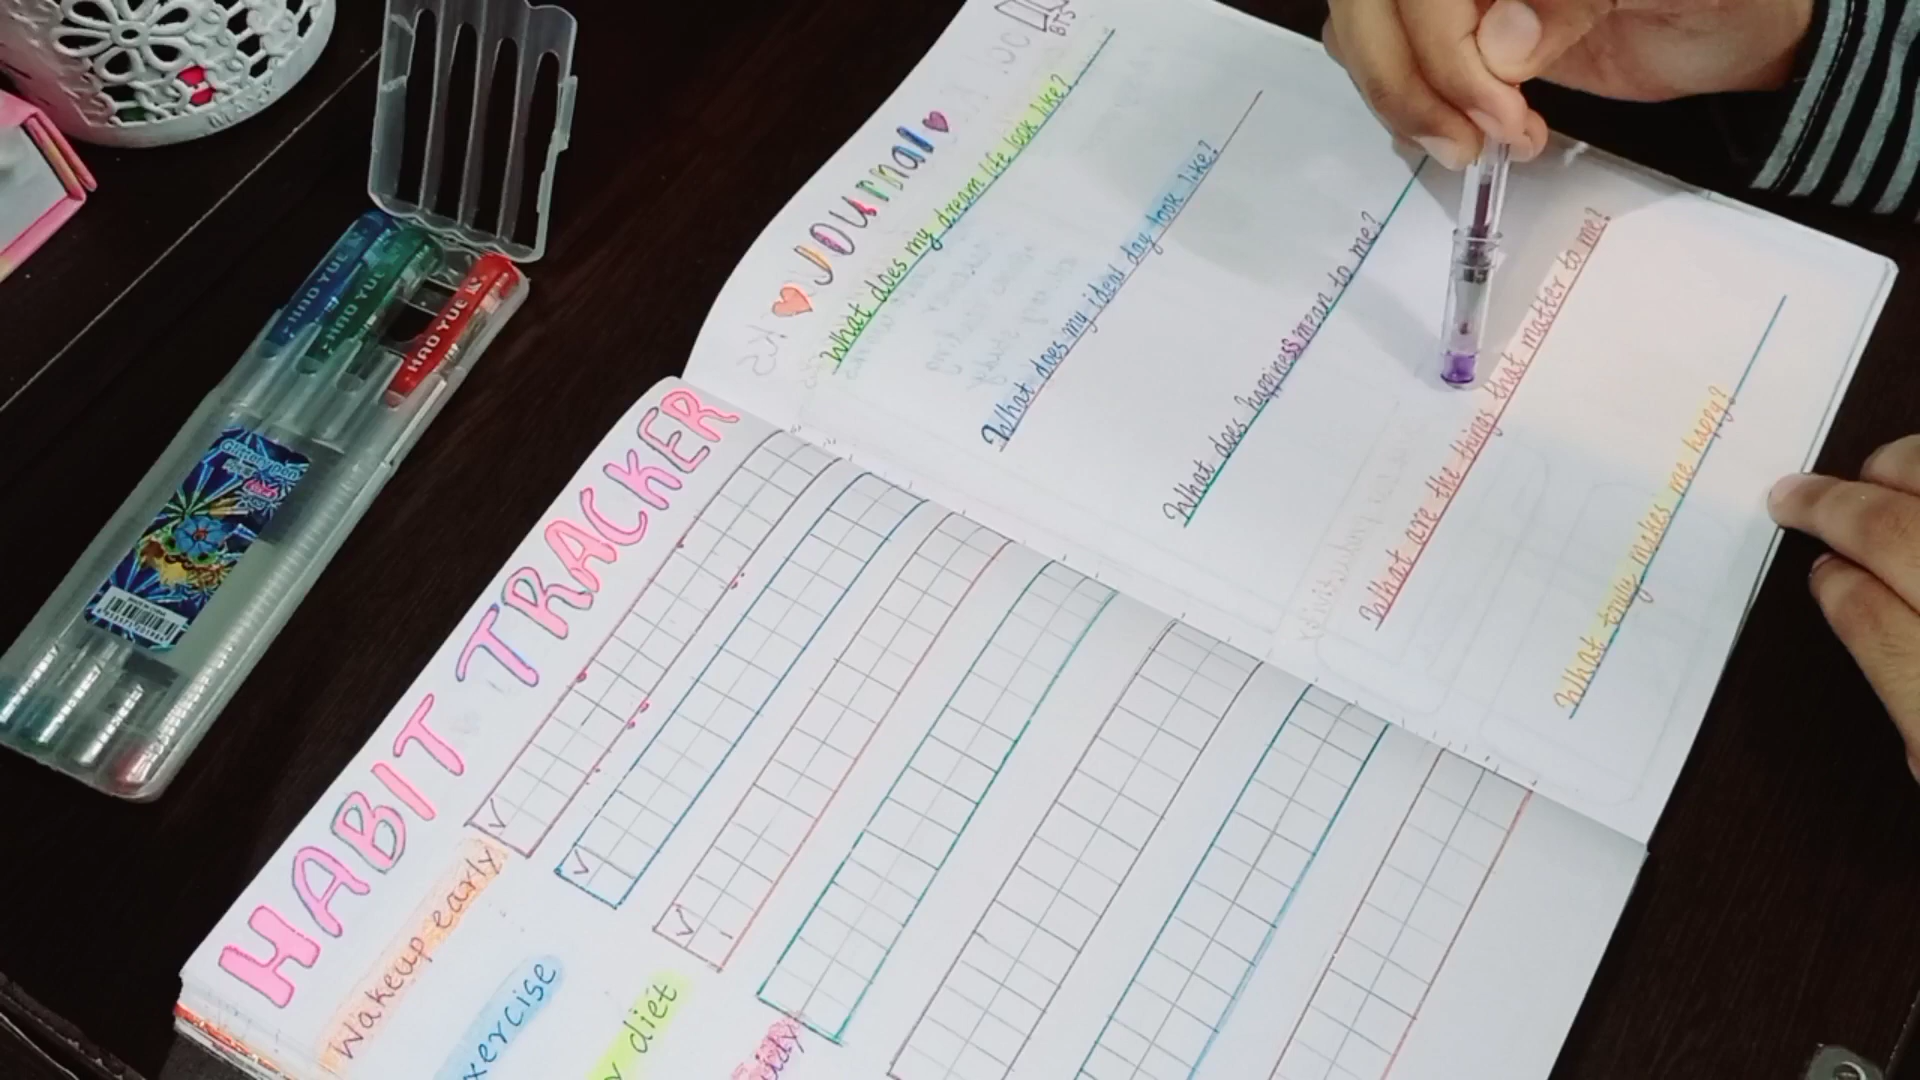 BTS
Journal
What does my dream life look like?
What does my ideal day look like?
What does happiness mean to me?
What are the things that matter to me?
What today makes me happy?
HABIT TRACKER
Wakeup early
xercise
y diet
HAO YUE
HAO YUE
HAO YUE